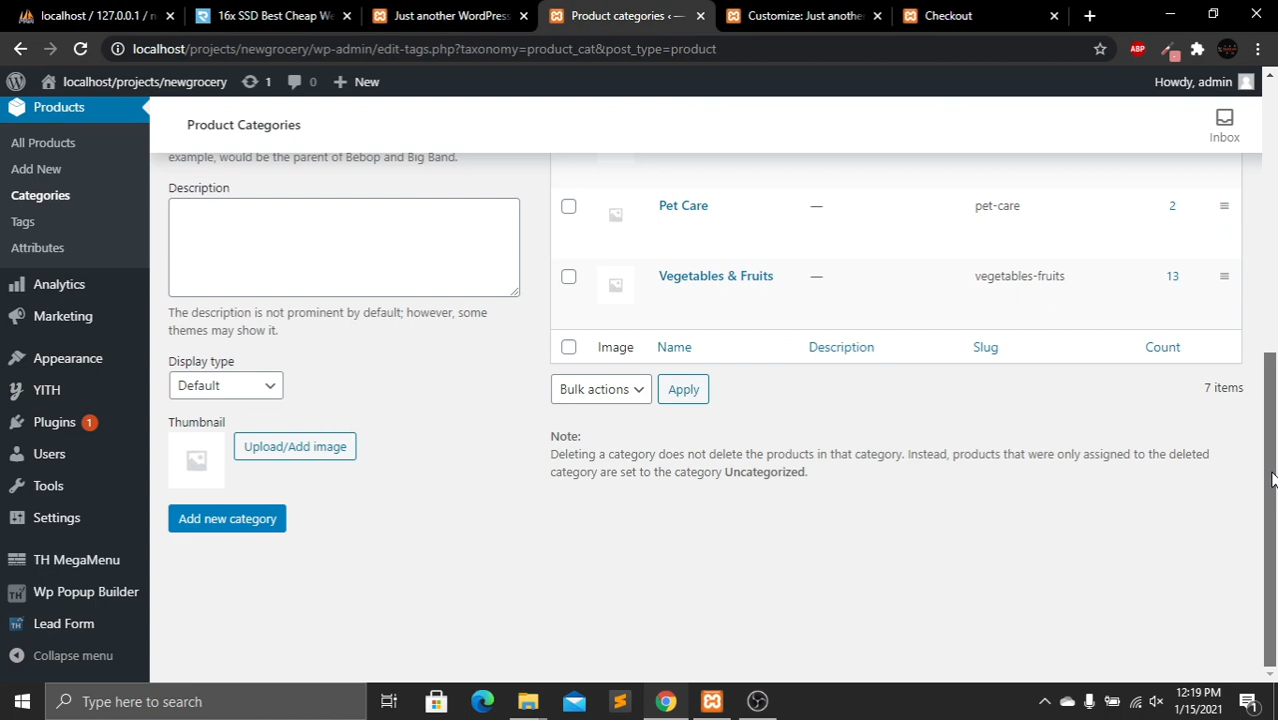 localhost / 127.0.0.1 / n
16x SSD Best Cheap We
Just another WordPress
Product categories ‹ —
Customize: Just anothe
Checkout
localhost/projects/newgrocery/wp-admin/edit-tags.php?taxonomy=product_cat&post_type=product
ABP
localhost/projects/newgrocery 1 0 New
Howdy, admin
Products
All Products
Add New
Categories
Tags
Attributes
Analytics
Marketing
Appearance
YITH
Plugins 1
Users
Tools
Settings
TH MegaMenu
Wp Popup Builder
Lead Form
Collapse menu
Product Categories
Inbox
example, would be the parent of Bebop and Big Band.
Description
The description is not prominent by default; however, some
themes may show it.
Display type
Default
Thumbnail
Upload/Add image
Add new category
Pet Care — pet-care 2
Vegetables & Fruits — vegetables-fruits 13
Image Name Description Slug Count
Bulk actions Apply
7 items
Note:
Deleting a category does not delete the products in that category. Instead, products that were only assigned to the deleted
category are set to the category Uncategorized.
Type here to search
12:19 PM
1/15/2021
1